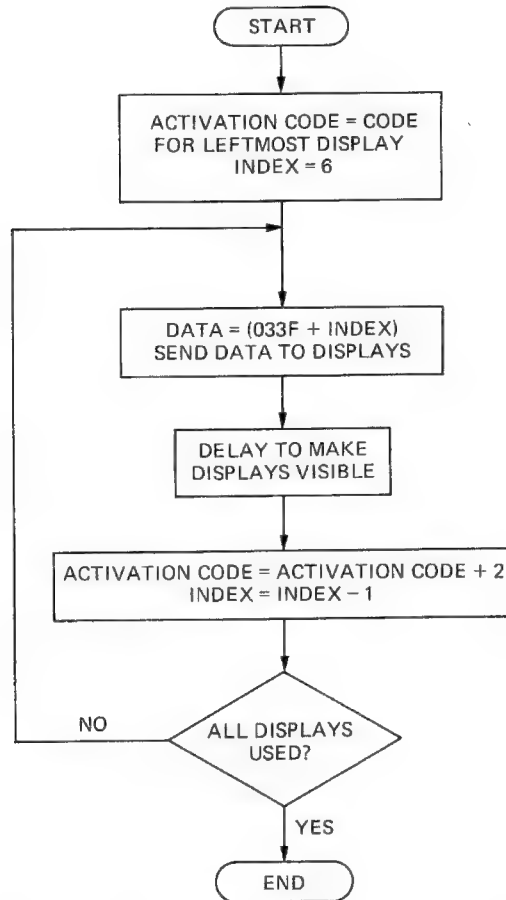 START
ACTIVATION CODE = CODE
FOR LEFTMOST DISPLAY
INDEX = 6
DATA = (033F + INDEX)
SEND DATA TO DISPLAYS
DELAY TO MAKE
DISPLAYS VISIBLE
ACTIVATION CODE = ACTIVATION CODE + 2
INDEX = INDEX – 1
ALL DISPLAYS
USED?
NO
YES
END